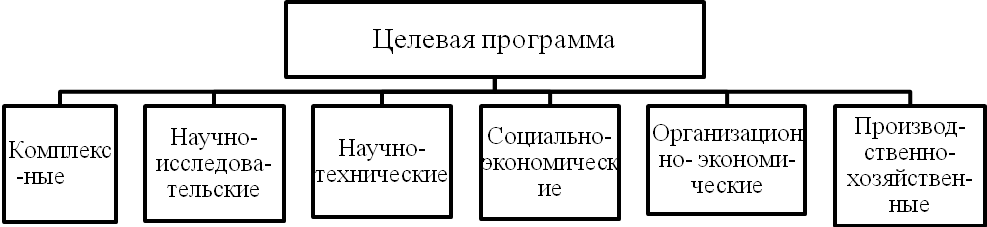 Целевая программа
Комплекс
-ные
Научно-
исследова-
тельские
Научно-
технические
Социально-
экономическ
ие
Организацион
но- экономи-
ческие
Производ-
ственно-
хозяйствен-
ные